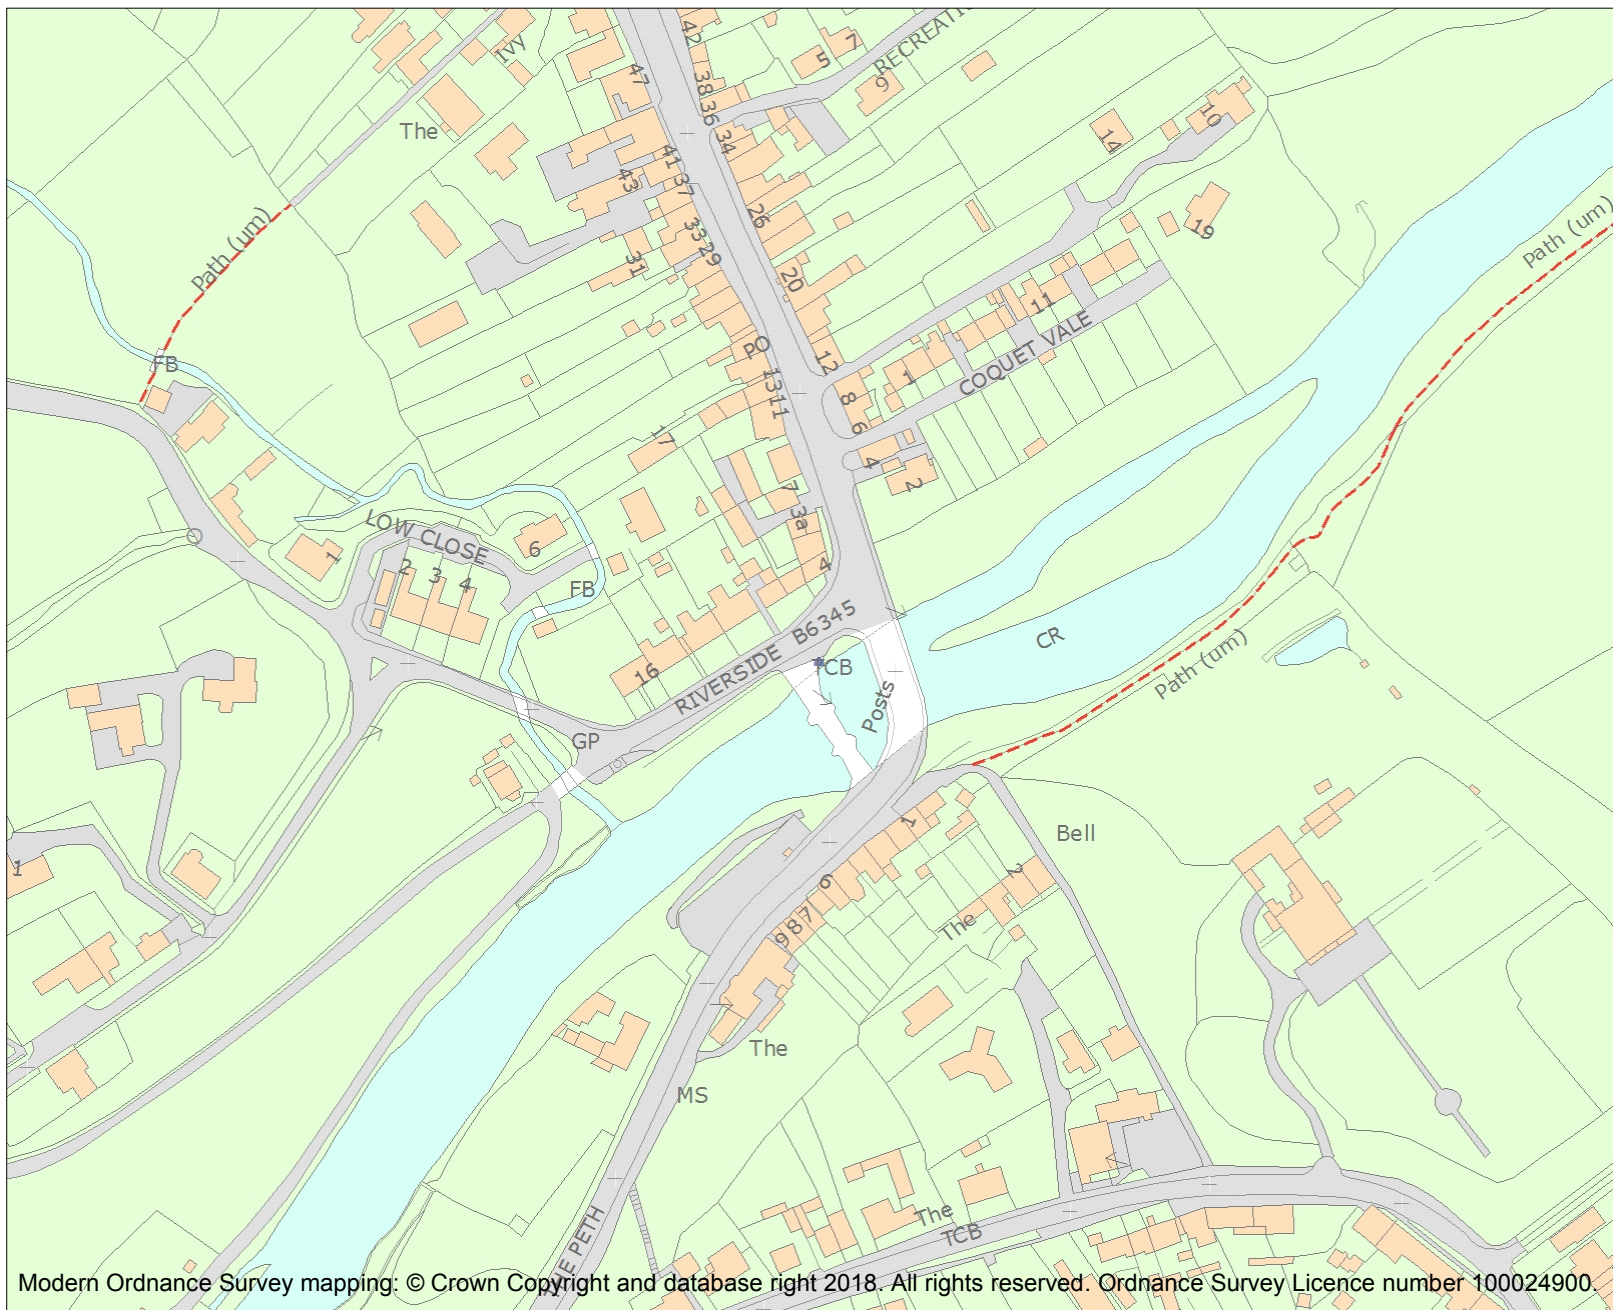 42
Ivy
7
5
RECREATI
47
38
9
36
The
34
10
14
41
37
43
26
Path (um)
33
29
19
Path (um)
31
20
11
PO
12
FB
COQUET VALE
13
11
1
8
6
17
4
2
7
3a
LOW CLOSE
1
6
2
3
4
4
FB
RIVERSIDE B6345
CR
TCB
16
Path (um)
Posts
GP
1
Bell
1
2
6
The
9 8 7
The
MS
The
TCB
THE PETH
Modern Ordnance Survey mapping: © Crown Copyright and database right 2018. All rights reserved. Ordnance Survey Licence number 100024900.